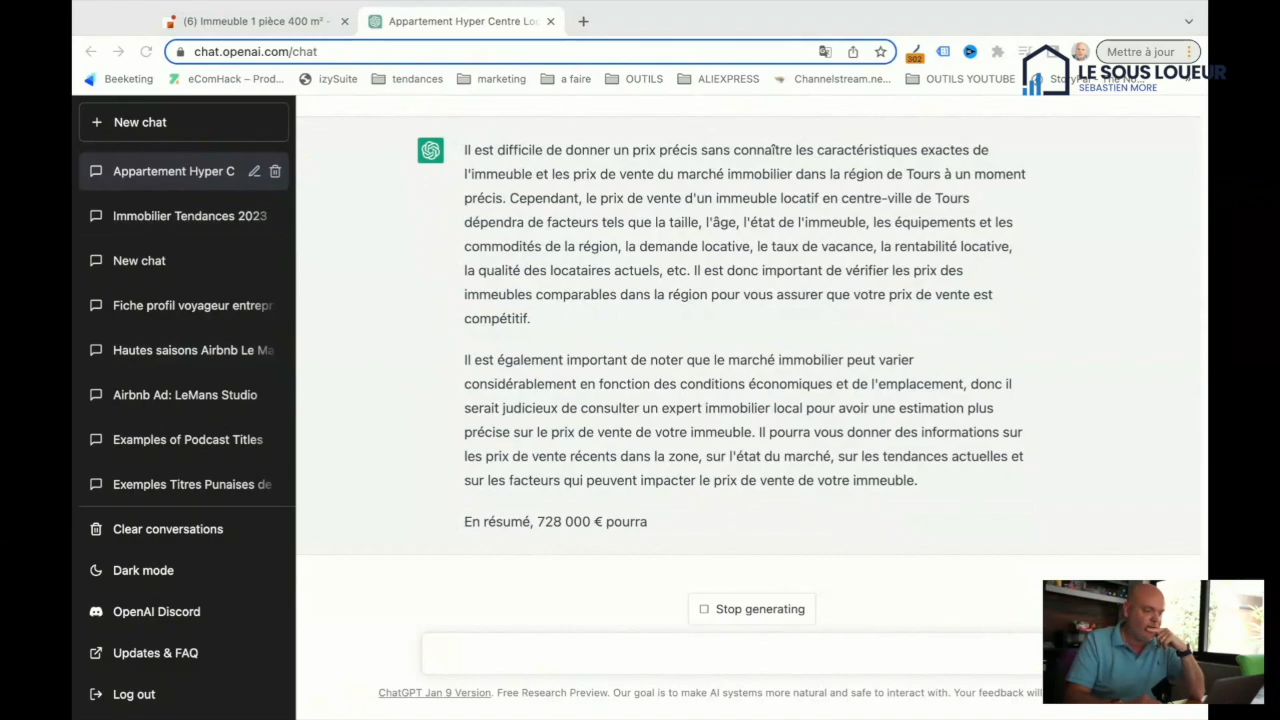 (6) Immeuble 1 pièce 400 m² -
Appartement Hyper Centre Lo
chat.openai.com/chat
302
Mettre à jour
Beeketing
eComHack – Prod...
izySuite
tendances
marketing
a faire
OUTILS
ALIEXPRESS
Channelstream.ne...
OUTILS YOUTUBE
LE SOUS LOUEUR
SEBASTIEN MORE
New chat
Appartement Hyper C
Immobilier Tendances 2023
New chat
Fiche profil voyageur entrepr
Hautes saisons Airbnb Le Ma
Airbnb Ad: LeMans Studio
Examples of Podcast Titles
Exemples Titres Punaises de
Clear conversations
Dark mode
OpenAI Discord
Updates & FAQ
Log out
Il est difficile de donner un prix précis sans connaître les caractéristiques exactes de
l'immeuble et les prix de vente du marché immobilier dans la région de Tours à un moment
précis. Cependant, le prix de vente d'un immeuble locatif en centre-ville de Tours
dépendra de facteurs tels que la taille, l'âge, l'état de l'immeuble, les équipements et les
commodités de la région, la demande locative, le taux de vacance, la rentabilité locative,
la qualité des locataires actuels, etc. Il est donc important de vérifier les prix des
immeubles comparables dans la région pour vous assurer que votre prix de vente est
compétitif.
Il est également important de noter que le marché immobilier peut varier
considérablement en fonction des conditions économiques et de l'emplacement, donc il
serait judicieux de consulter un expert immobilier local pour avoir une estimation plus
précise sur le prix de vente de votre immeuble. Il pourra vous donner des informations sur
les prix de vente récents dans la zone, sur l'état du marché, sur les tendances actuelles et
sur les facteurs qui peuvent impacter le prix de vente de votre immeuble.
En résumé, 728 000 € pourra
Stop generating
ChatGPT Jan 9 Version. Free Research Preview. Our goal is to make AI systems more natural and safe to interact with. Your feedback wil